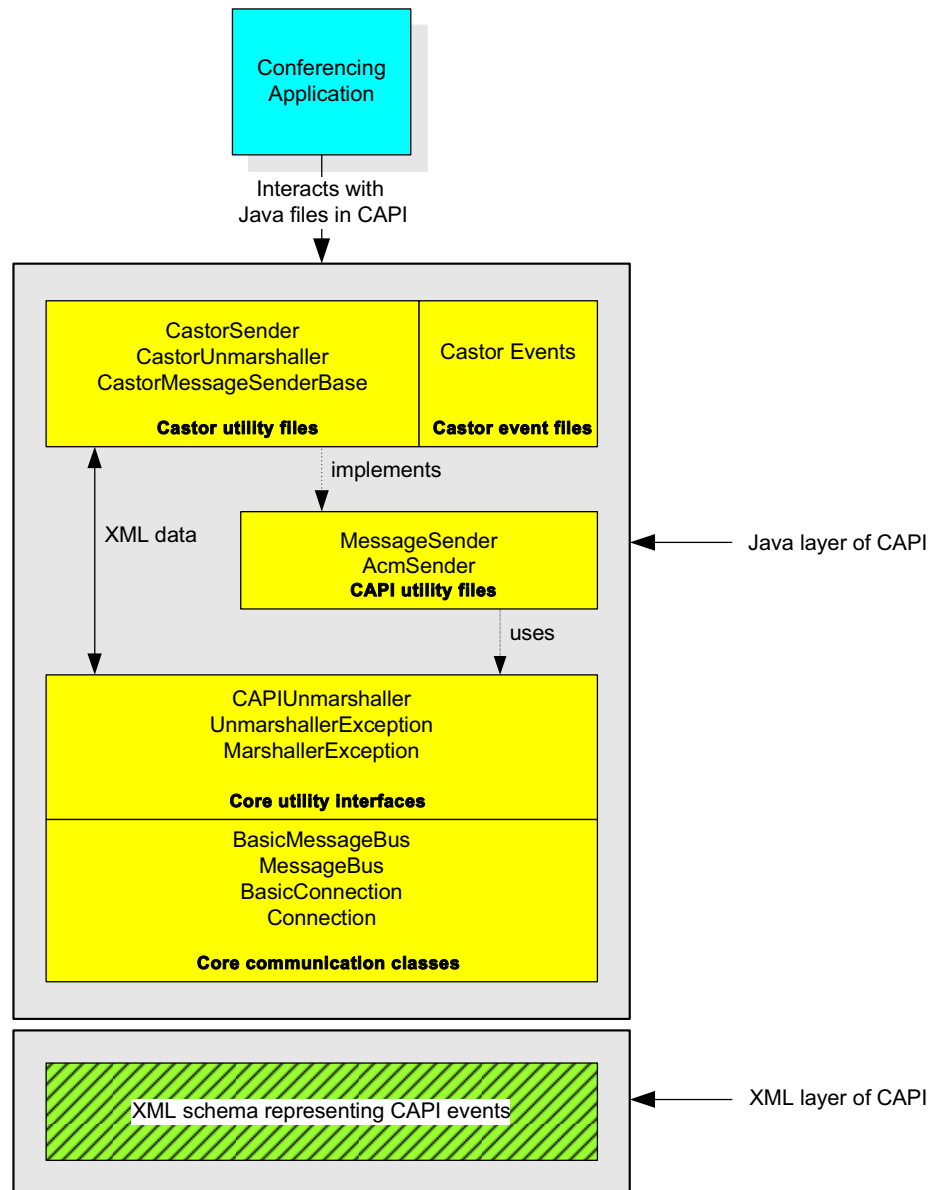 Conferencing
Application
Interacts with
Java files in CAPI
CastorSender
CastorUnmarshaller
CastorMessageSenderBase
Castor utility files
Castor Events
Castor event files
implements
XML data
MessageSender
AcmSender
CAPI utility files
Java layer of CAPI
uses
CAPIUnmarshaller
UnmarshallerException
MarshallerException
Core utility interfaces
BasicMessageBus
MessageBus
BasicConnection
Connection
Core communication classes
XML schema representing CAPI events
XML layer of CAPI